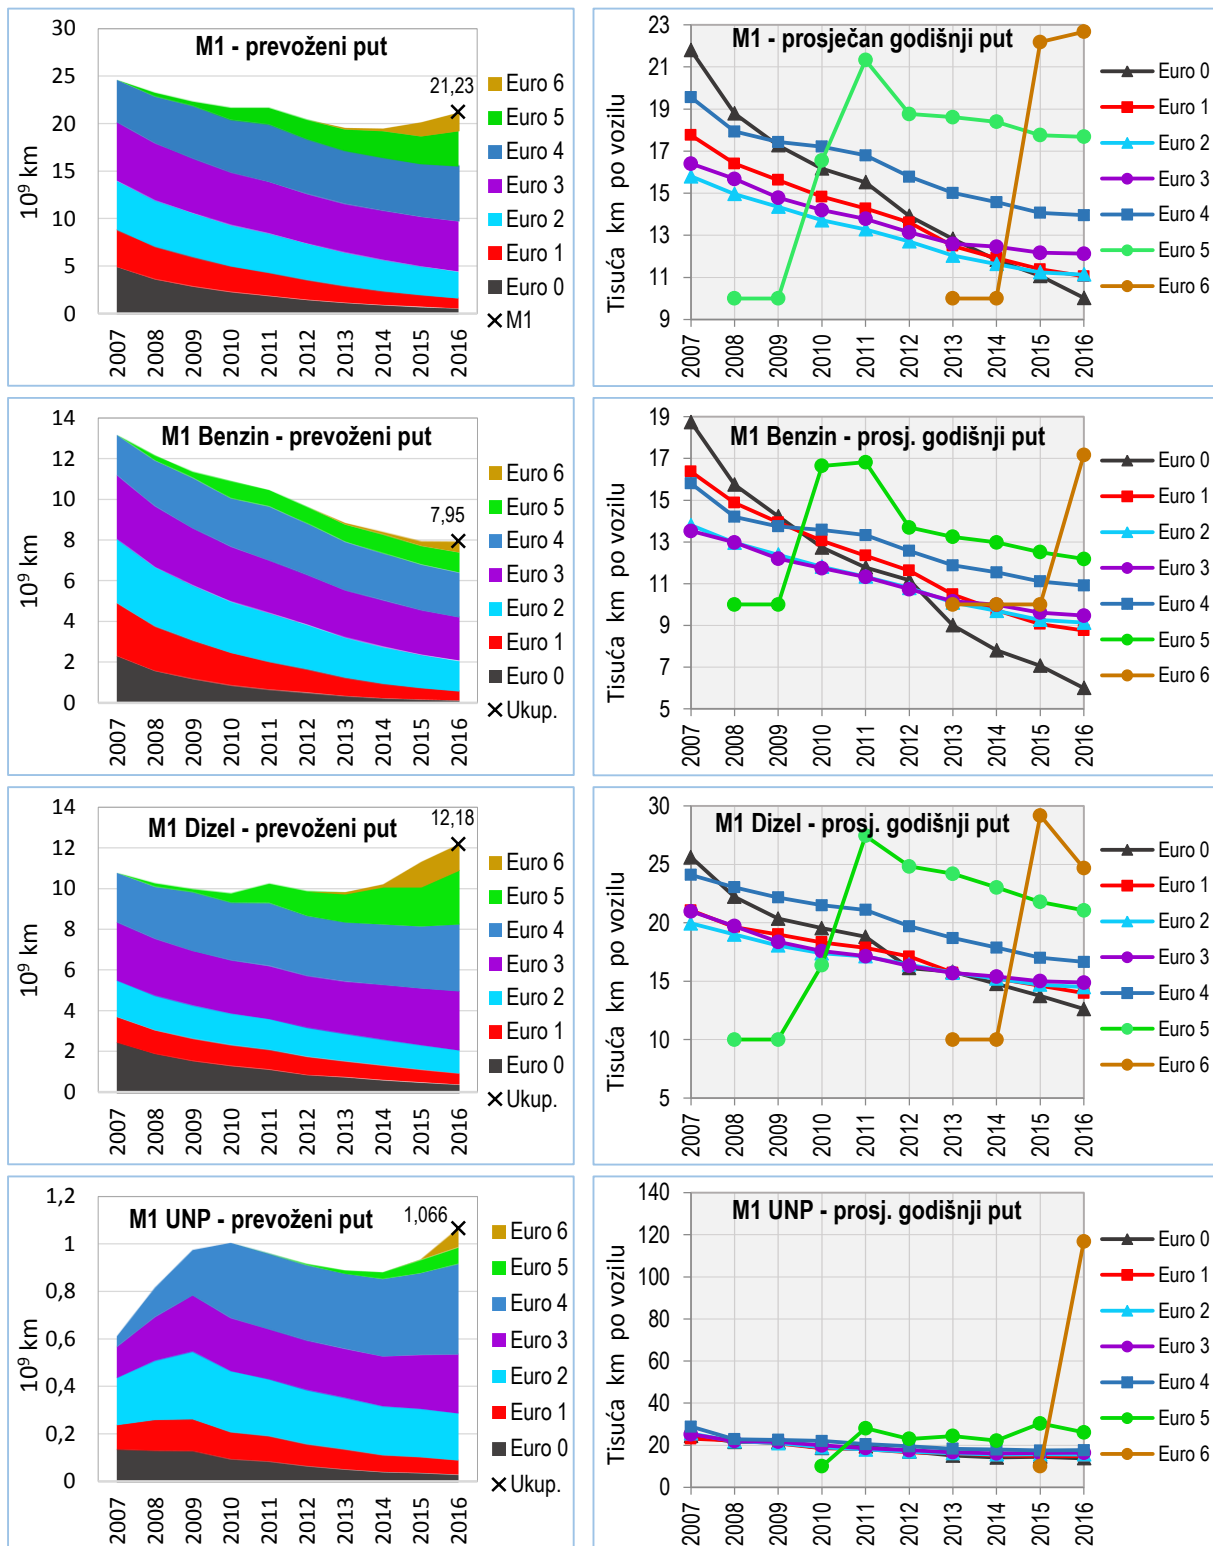 M1 - prevoženi put
10⁹ km
30
25
20
15
10
5
0
21,23
2007 2008 2009 2010 2011 2012 2013 2014 2015 2016
Euro 6
Euro 5
Euro 4
Euro 3
Euro 2
Euro 1
Euro 0
M1
M1 - prosječan godišnji put
Tisuća km po vozilu
23
21
19
17
15
13
11
9
2007 2008 2009 2010 2011 2012 2013 2014 2015 2016
Euro 0
Euro 1
Euro 2
Euro 3
Euro 4
Euro 5
Euro 6
M1 Benzin - prevoženi put
10⁹ km
14
12
10
8
6
4
2
0
7,95
2007 2008 2009 2010 2011 2012 2013 2014 2015 2016
Euro 6
Euro 5
Euro 4
Euro 3
Euro 2
Euro 1
Euro 0
Ukup.
M1 Benzin - prosj. godišnji put
Tisuća km po vozilu
19
17
15
13
11
9
7
5
2007 2008 2009 2010 2011 2012 2013 2014 2015 2016
Euro 0
Euro 1
Euro 2
Euro 3
Euro 4
Euro 5
Euro 6
M1 Dizel - prevoženi put
10⁹ km
14
12
10
8
6
4
2
0
12,18
2007 2008 2009 2010 2011 2012 2013 2014 2015 2016
Euro 6
Euro 5
Euro 4
Euro 3
Euro 2
Euro 1
Euro 0
Ukup.
M1 Dizel - prosj. godišnji put
Tisuća km po vozilu
30
25
20
15
10
5
2007 2008 2009 2010 2011 2012 2013 2014 2015 2016
Euro 0
Euro 1
Euro 2
Euro 3
Euro 4
Euro 5
Euro 6
M1 UNP - prevoženi put
10⁹ km
1,2
1
0,8
0,6
0,4
0,2
0
1,066
2007 2008 2009 2010 2011 2012 2013 2014 2015 2016
Euro 6
Euro 5
Euro 4
Euro 3
Euro 2
Euro 1
Euro 0
Ukup.
M1 UNP - prosj. godišnji put
Tisuća km po vozilu
140
120
100
80
60
40
20
0
2007 2008 2009 2010 2011 2012 2013 2014 2015 2016
Euro 0
Euro 1
Euro 2
Euro 3
Euro 4
Euro 5
Euro 6